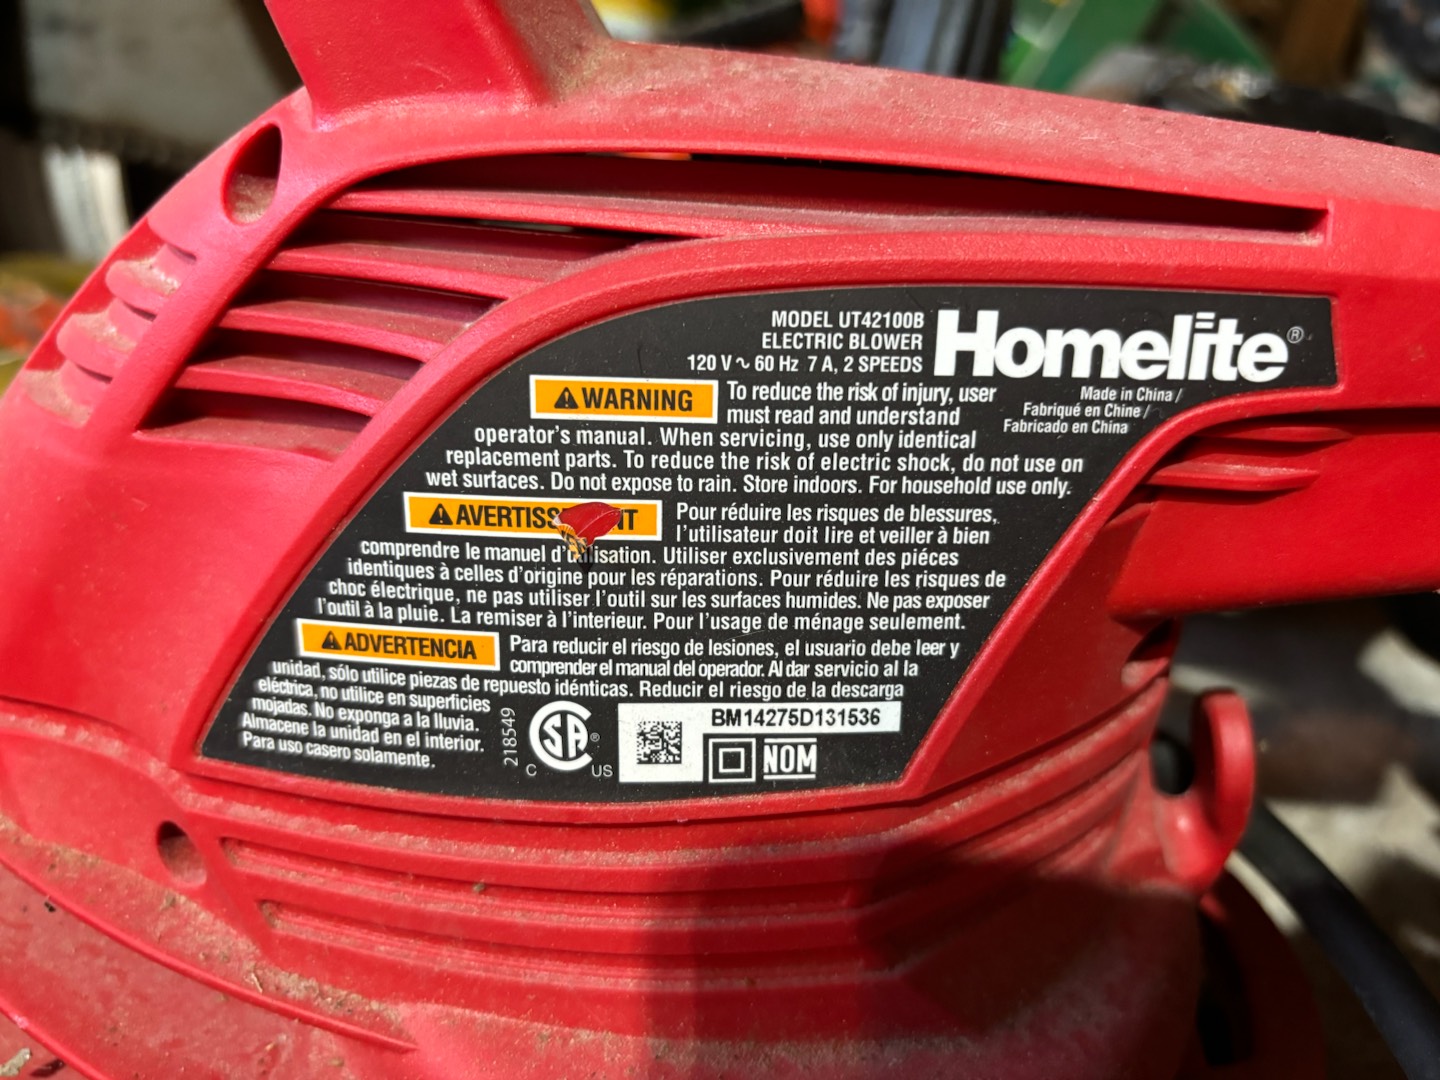 MODEL UT42100B
ELECTRIC BLOWER
120 V ~ 60 Hz 7 A, 2 SPEEDS
Homelite®
Made in China /
Fabriqué en Chine /
Fabricado en China
WARNING
To reduce the risk of injury, user
must read and understand
operator's manual. When servicing, use only identical
replacement parts. To reduce the risk of electric shock, do not use on
wet surfaces. Do not expose to rain. Store indoors. For household use only.
Pour réduire les risques de blessures,
l'utilisateur doit lire et veiller à bien
comprendre le manuel d'utilisation. Utiliser exclusivement des piéces
identiques à celles d'origine pour les réparations. Pour réduire les risques de
choc électrique, ne pas utiliser l'outil sur les surfaces humides. Ne pas exposer
l'outil à la pluie. La remiser à l'interieur. Pour l'usage de ménage seulement.
ADVERTENCIA
Para reducir el riesgo de lesiones, el usuario debe leer y
comprender el manual del operador. Al dar servicio al la
unidad, sólo utilice piezas de repuesto idénticas. Reducir el riesgo de la descarga
eléctrica, no utilice en superficies
mojadas. No exponga a la lluvia.
Almacene la unidad en el interior.
Para uso casero solamente.
218549
C SA® US
BM14275D131536
NOM